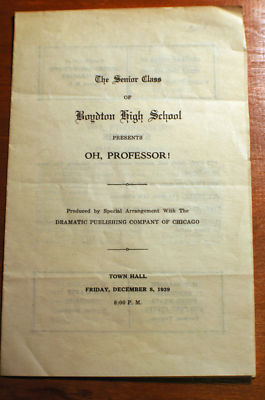 The Senior Class
OF
Boydton High School
PRESENTS
OH, PROFESSOR!
Produced by Special Arrangement With The
DRAMATIC PUBLISHING COMPANY OF CHICAGO
TOWN HALL
FRIDAY, DECEMBER 8, 1939
8:00 P. M.